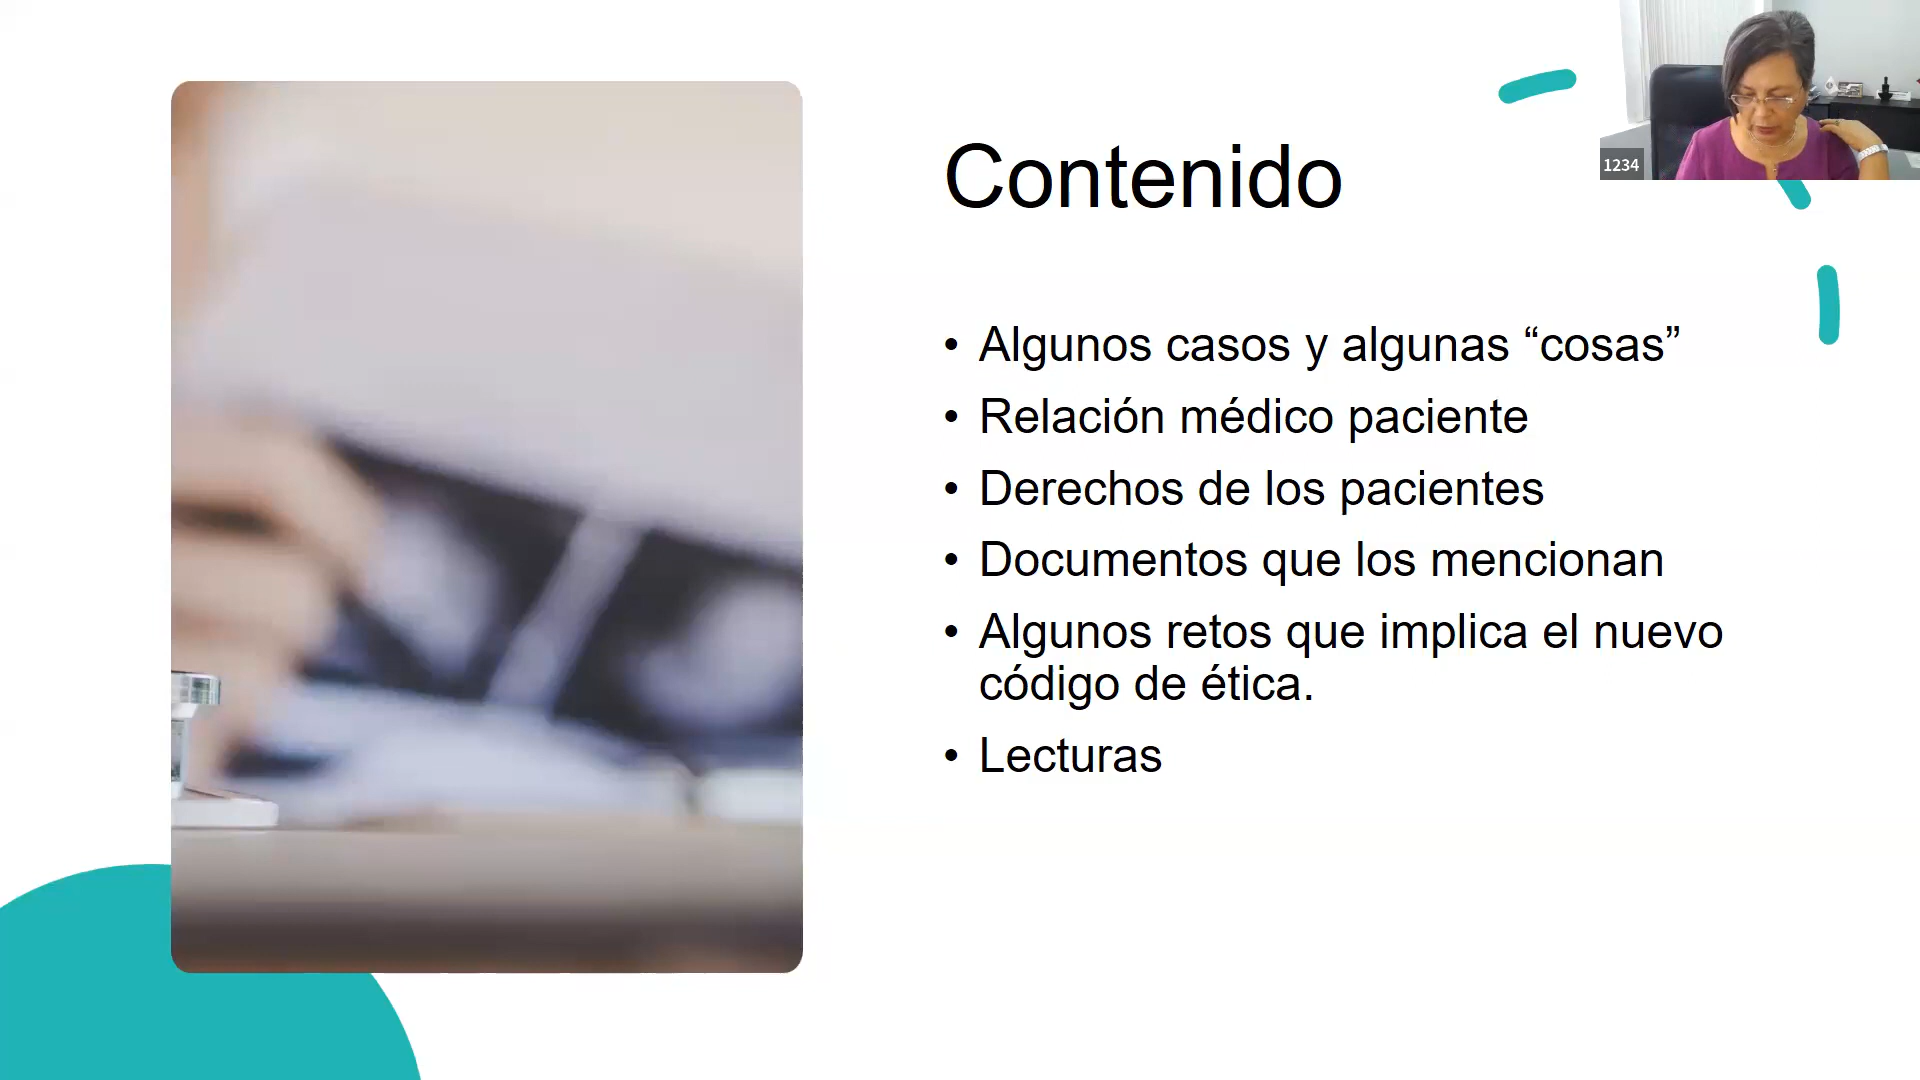 Contenido
1234
• Algunos casos y algunas “cosas”
• Relación médico paciente
• Derechos de los pacientes
• Documentos que los mencionan
• Algunos retos que implica el nuevo
código de ética.
• Lecturas